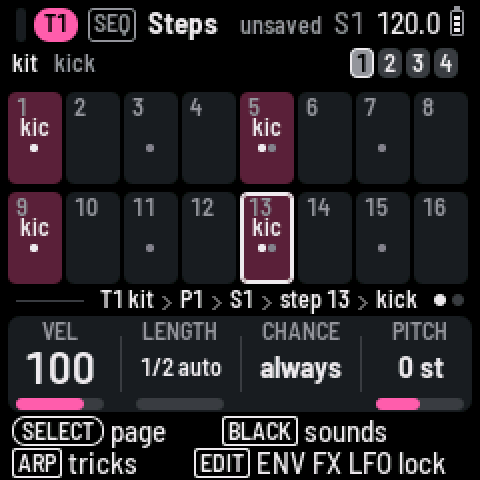 T1 SEQ Steps unsaved S1 120.0
kit kick 1 2 3 4
1 2 3 4 5 6 7 8
kic kic
9 10 11 12 13 14 15 16
kic kic
T1 kit > P1 > S1 > step 13 > kick
VEL LENGTH CHANCE PITCH
100 1/2 auto always 0 st
SELECT page BLACK sounds
ARP tricks EDIT ENV FX LFO lock